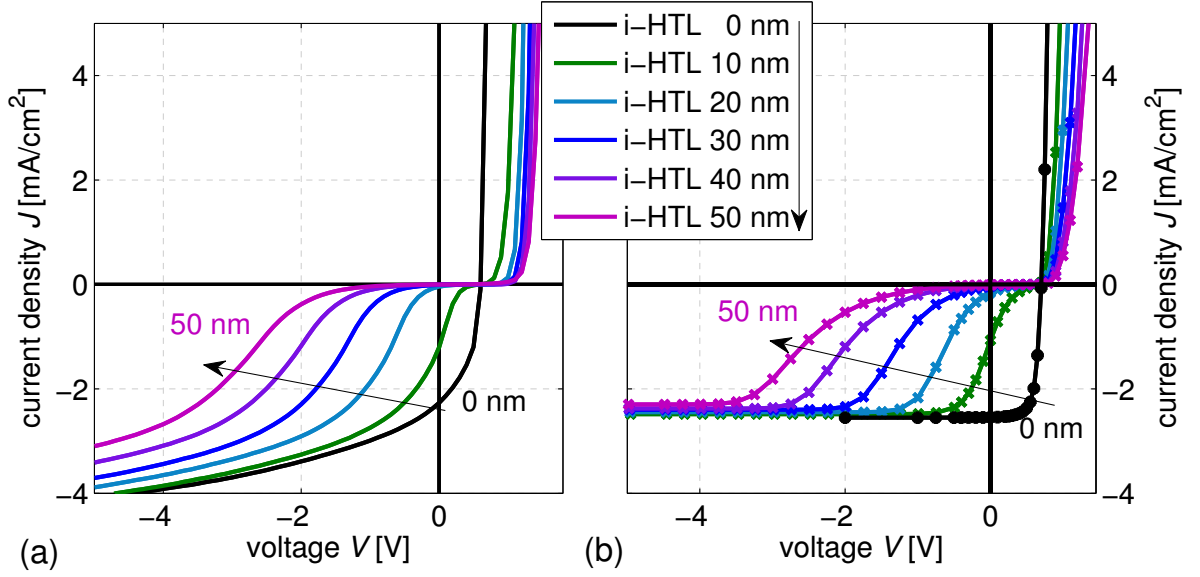 i-HTL 0 nm
i-HTL 10 nm
i-HTL 20 nm
i-HTL 30 nm
i-HTL 40 nm
i-HTL 50 nm
current density J [mA/cm²]
4
2
0
−2
−4
50 nm
0 nm
−4
−2
0
voltage V [V]
(a)
50 nm
0 nm
−4
−2
0
voltage V [V]
(b)
4
2
0
−2
−4
current density J [mA/cm²]